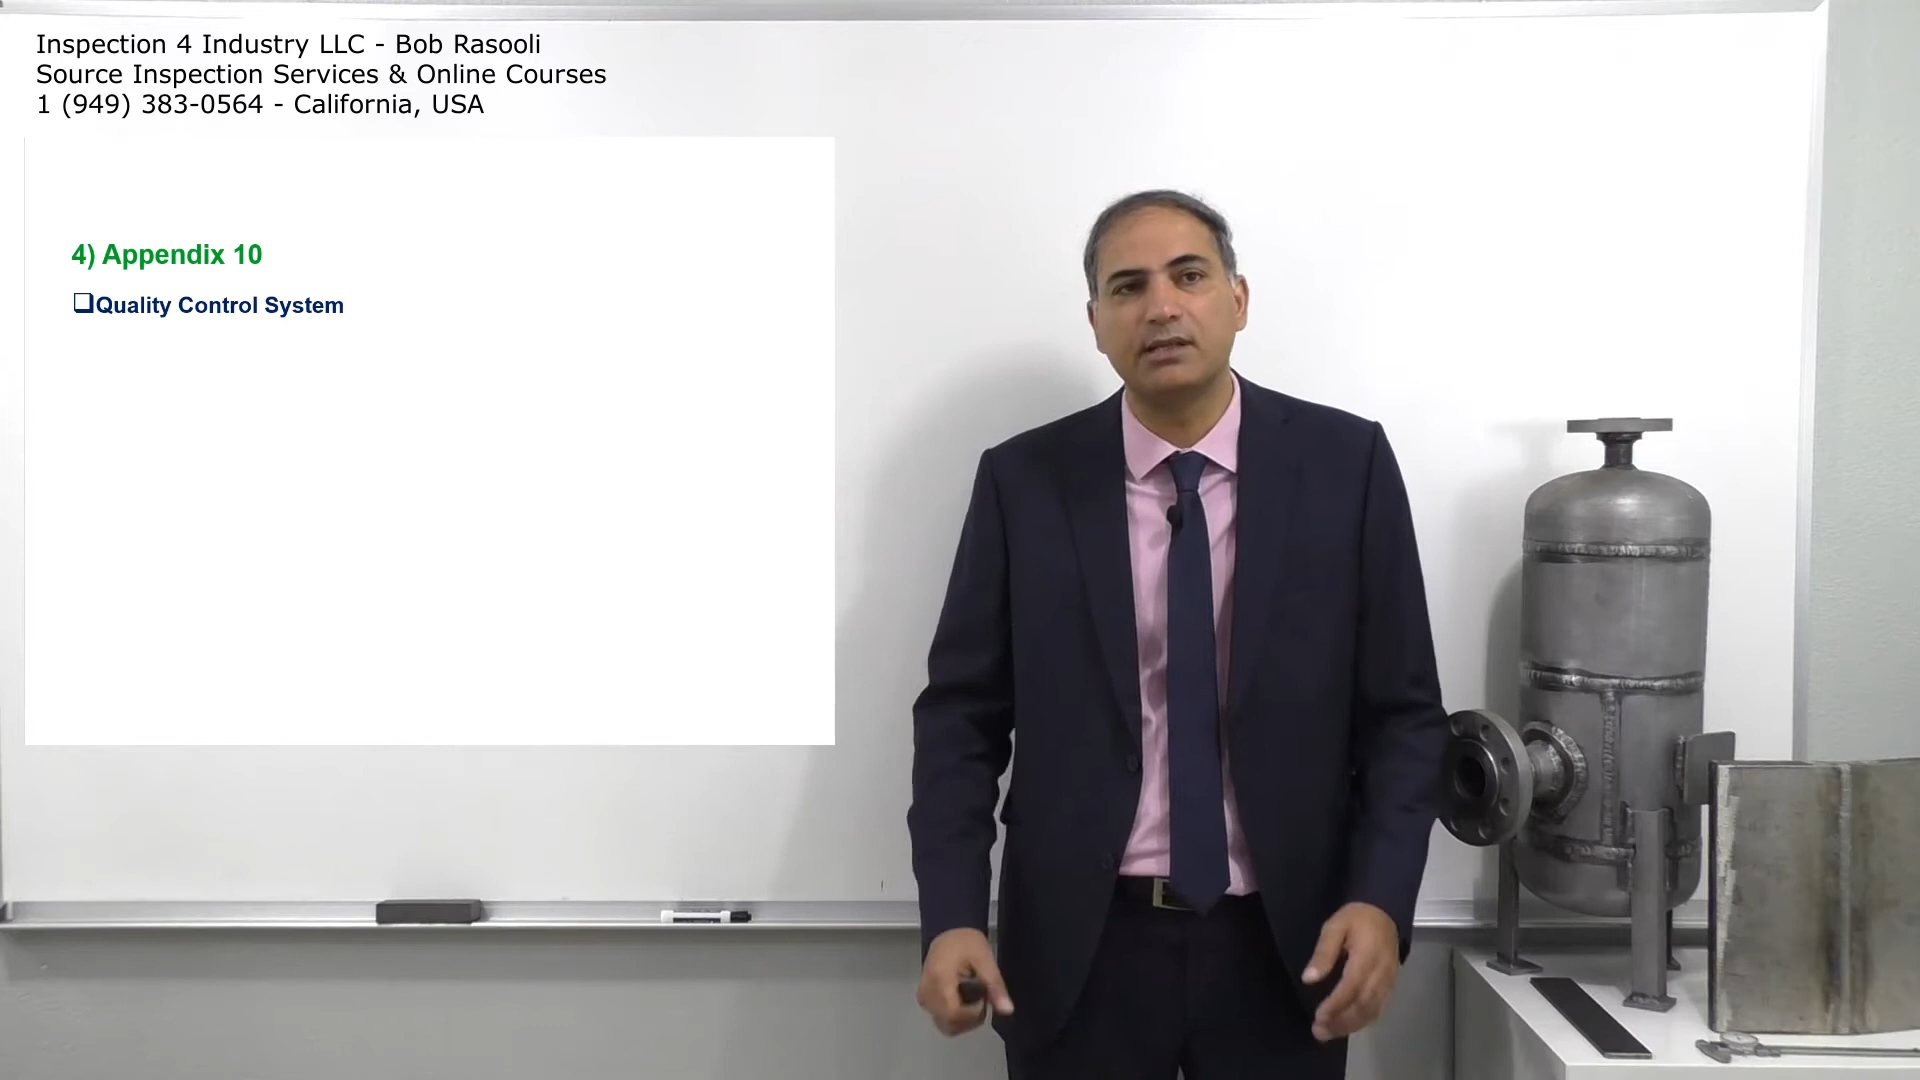 Inspection 4 Industry LLC - Bob Rasooli
Source Inspection Services & Online Courses
1 (949) 383-0564 - California, USA
4) Appendix 10
❑Quality Control System